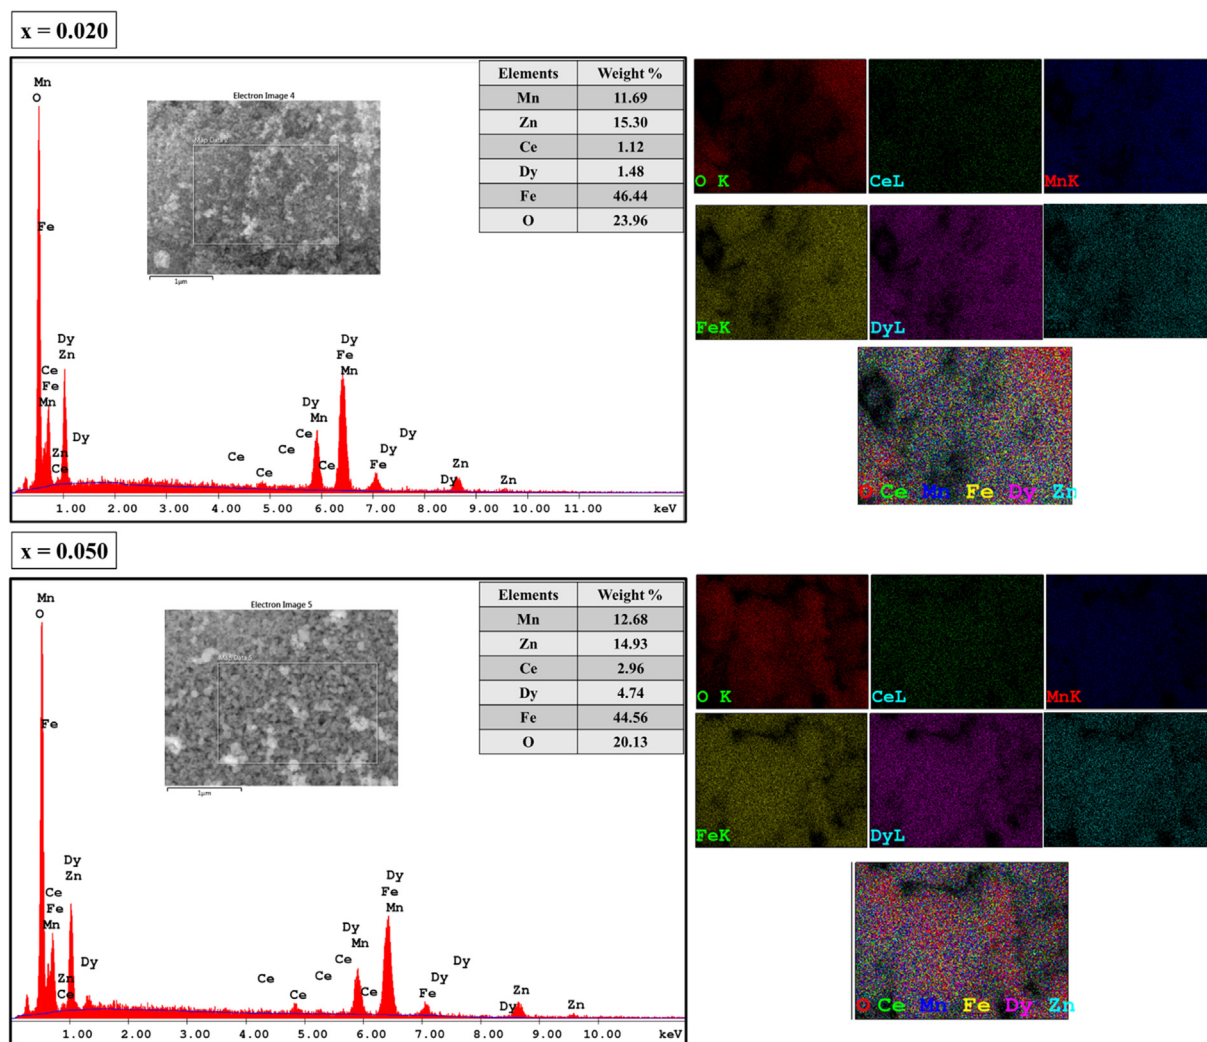 x = 0.020
Elements Weight %
Mn 11.69
Zn 15.30
Ce 1.12
Dy 1.48
Fe 46.44
O 23.96
Electron Image 4
Map Data
1µm
Mn
O
Fe
Dy
Zn
Ce
Fe
Mn
Dy
Zn
Ce
Ce
Ce
Ce
Ce
Dy
Mn
Ce
Dy
Fe
Mn
Dy
Dy
Fe
Zn
Dy
Zn
1.00 2.00 3.00 4.00 5.00 6.00 7.00 8.00 9.00 10.00 11.00 keV
O K
CeL
MnK
FeK
DyL
ZnK
O Ce Mn Fe Dy Zn
x = 0.050
Elements Weight %
Mn 12.68
Zn 14.93
Ce 2.96
Dy 4.74
Fe 44.56
O 20.13
Electron Image 5
Map Data 5
1µm
Mn
O
Fe
Dy
Zn
Ce
Fe
Mn
Dy
Zn
Ce
Ce
Ce
Ce
Ce
Dy
Mn
Ce
Dy
Fe
Mn
Dy
Dy
Fe
Zn
Dy
Zn
1.00 2.00 3.00 4.00 5.00 6.00 7.00 8.00 9.00 10.00 keV
O K
CeL
MnK
FeK
DyL
O Ce Mn Fe Dy Zn